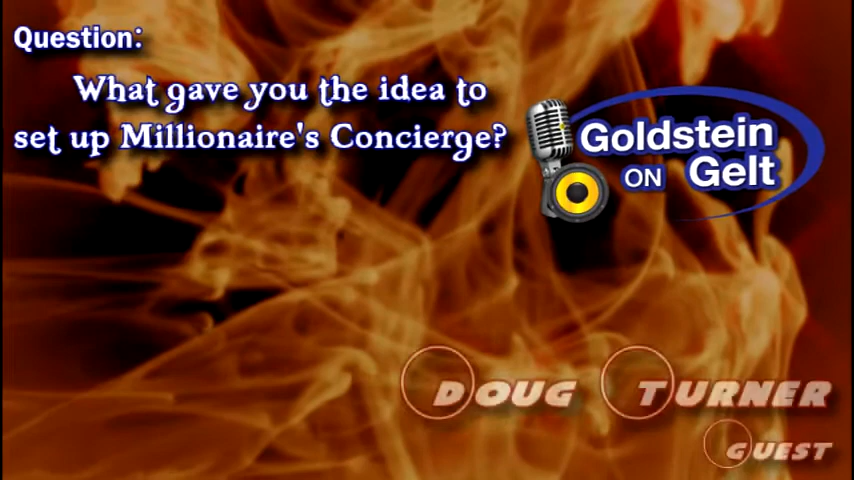 Question:
What gave you the idea to
set up Millionaire's Concierge?
Goldstein
ON Gelt
DOUG TURNER
GUEST